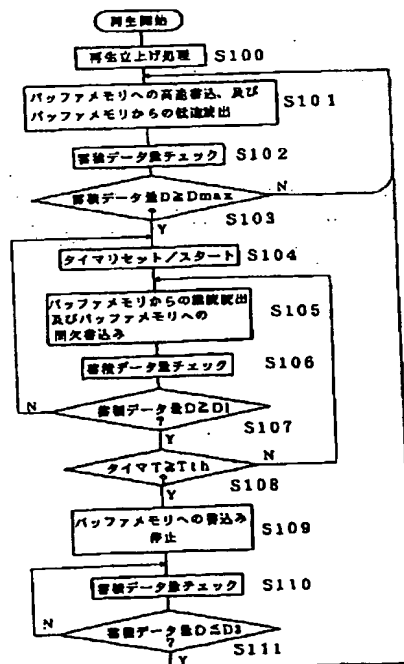 再生開始
再生立上げ処理 S100
バッファメモリへの高速書込、及び
バッファメモリからの低速読出 S101
蓄積データ量チェック S102
蓄積データ量D≧Dmax N
?
S103
Y
タイマリセット/スタート S104
バッファメモリからの継続読出
及びバッファメモリへの
間欠書込み
S105
蓄積データ量チェック S106
N 蓄積データ量D≧D1
?
S107
Y
タイマT≧Tth N
?
S108
Y
バッファメモリへの書込み
停止
S109
蓄積データ量チェック S110
N 蓄積データ量D≦
?
S111
Y